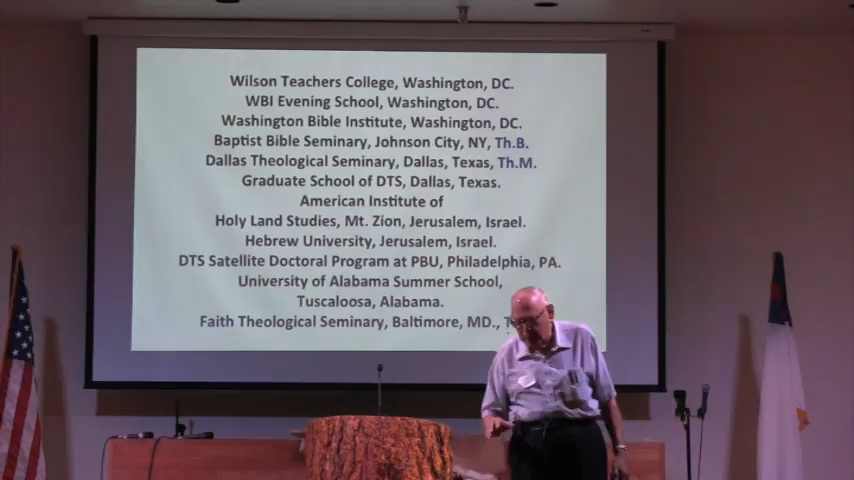 Wilson Teachers College, Washington, DC.
WBI Evening School, Washington, DC.
Washington Bible Institute, Washington, DC.
Baptist Bible Seminary, Johnson City, NY, Th.B.
Dallas Theological Seminary, Dallas, Texas, Th.M.
Graduate School of DTS, Dallas, Texas.
American Institute of
Holy Land Studies, Mt. Zion, Jerusalem, Israel.
Hebrew University, Jerusalem, Israel.
DTS Satellite Doctoral Program at PBU, Philadelphia, PA.
University of Alabama Summer School,
Tuscaloosa, Alabama.
Faith Theological Seminary, Baltimore, MD.,